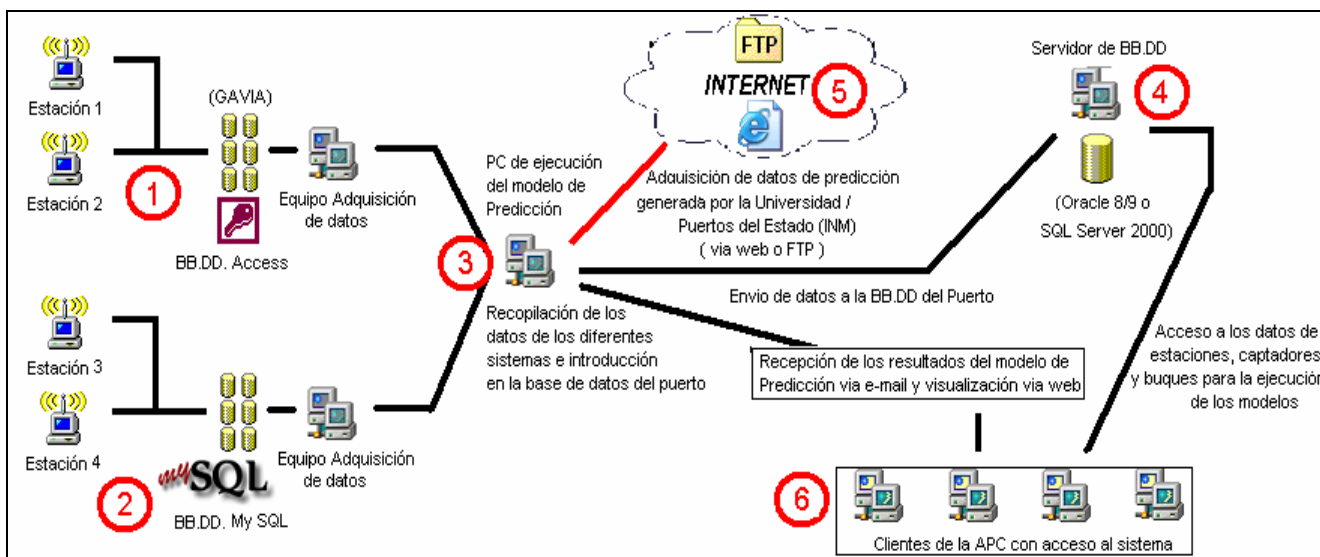 Estación 1
Estación 2
1
(GAVIA)
BB.DD. Access
Equipo Adquisición
de datos
Estación 3
Estación 4
2
mySQL
BB.DD. My SQL
Equipo Adquisición
de datos
PC de ejecución
del modelo de
Predicción
3
Recopilación de los
datos de los diferentes
sistemas e introducción
en la base de datos del puerto
FTP
INTERNET
5
Adquisición de datos de predicción
generada por la Universidad /
Puertos del Estado (INM)
( via web o FTP )
Servidor de BB.DD
4
(Oracle 8/9 o
SQL Server 2000)
Envio de datos a la BB.DD del Puerto
Recepción de los resultados del modelo de
Predicción via e-mail y visualización via web
Acceso a los datos de
estaciones, captadores
y buques para la ejecución
de los modelos
6
Clientes de la APC con acceso al sistema